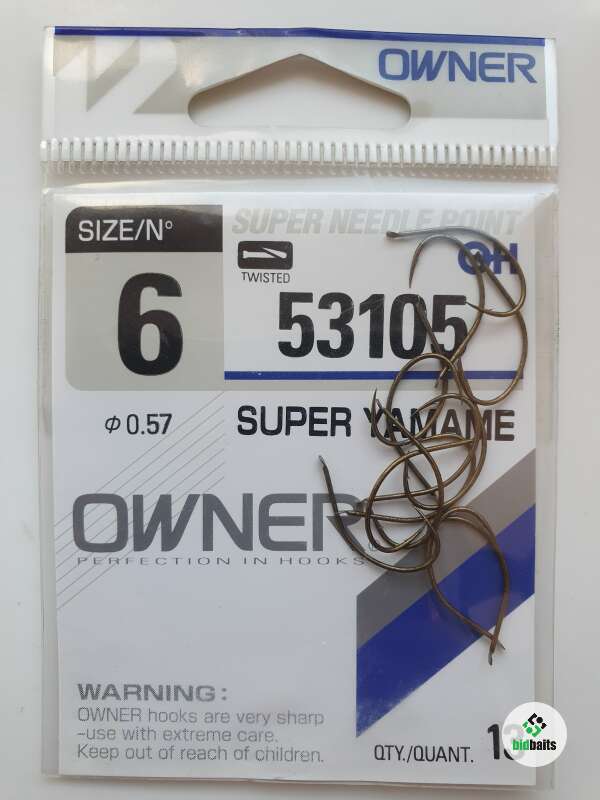 OWNER
SIZE/N°
6
SUPER NEEDLE POINT
TWISTED
53105
φ 0.57
SUPER YAMAME
OWNER
PERFECTION IN HOOKS
WARNING:
OWNER hooks are very sharp
-use with extreme care.
Keep out of reach of children.
QTY./QUANT.
bidbaits